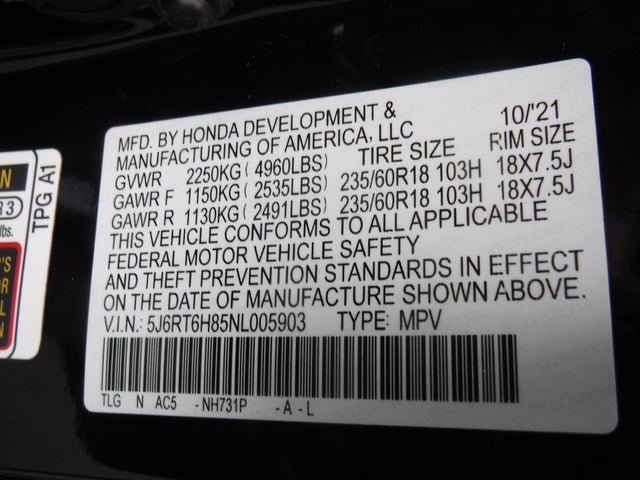 MFD. BY HONDA DEVELOPMENT & 10/'21
MANUFACTURING OF AMERICA, LLC
TIRE SIZE RIM SIZE
GVWR 2250KG ( 4960LBS)
GAWR F 1150KG ( 2535LBS) 235/60R18 103H 18X7.5J
GAWR R 1130KG ( 2491LBS) 235/60R18 103H 18X7.5J
THIS VEHICLE CONFORMS TO ALL APPLICABLE
FEDERAL MOTOR VEHICLE SAFETY
AND THEFT PREVENTION STANDARDS IN EFFECT
ON THE DATE OF MANUFACTURE SHOWN ABOVE.
V.I.N.: 5J6RT6H85NL005903 TYPE: MPV
TLG N AC5 - NH731P - A - L
TPG A1
lbs.